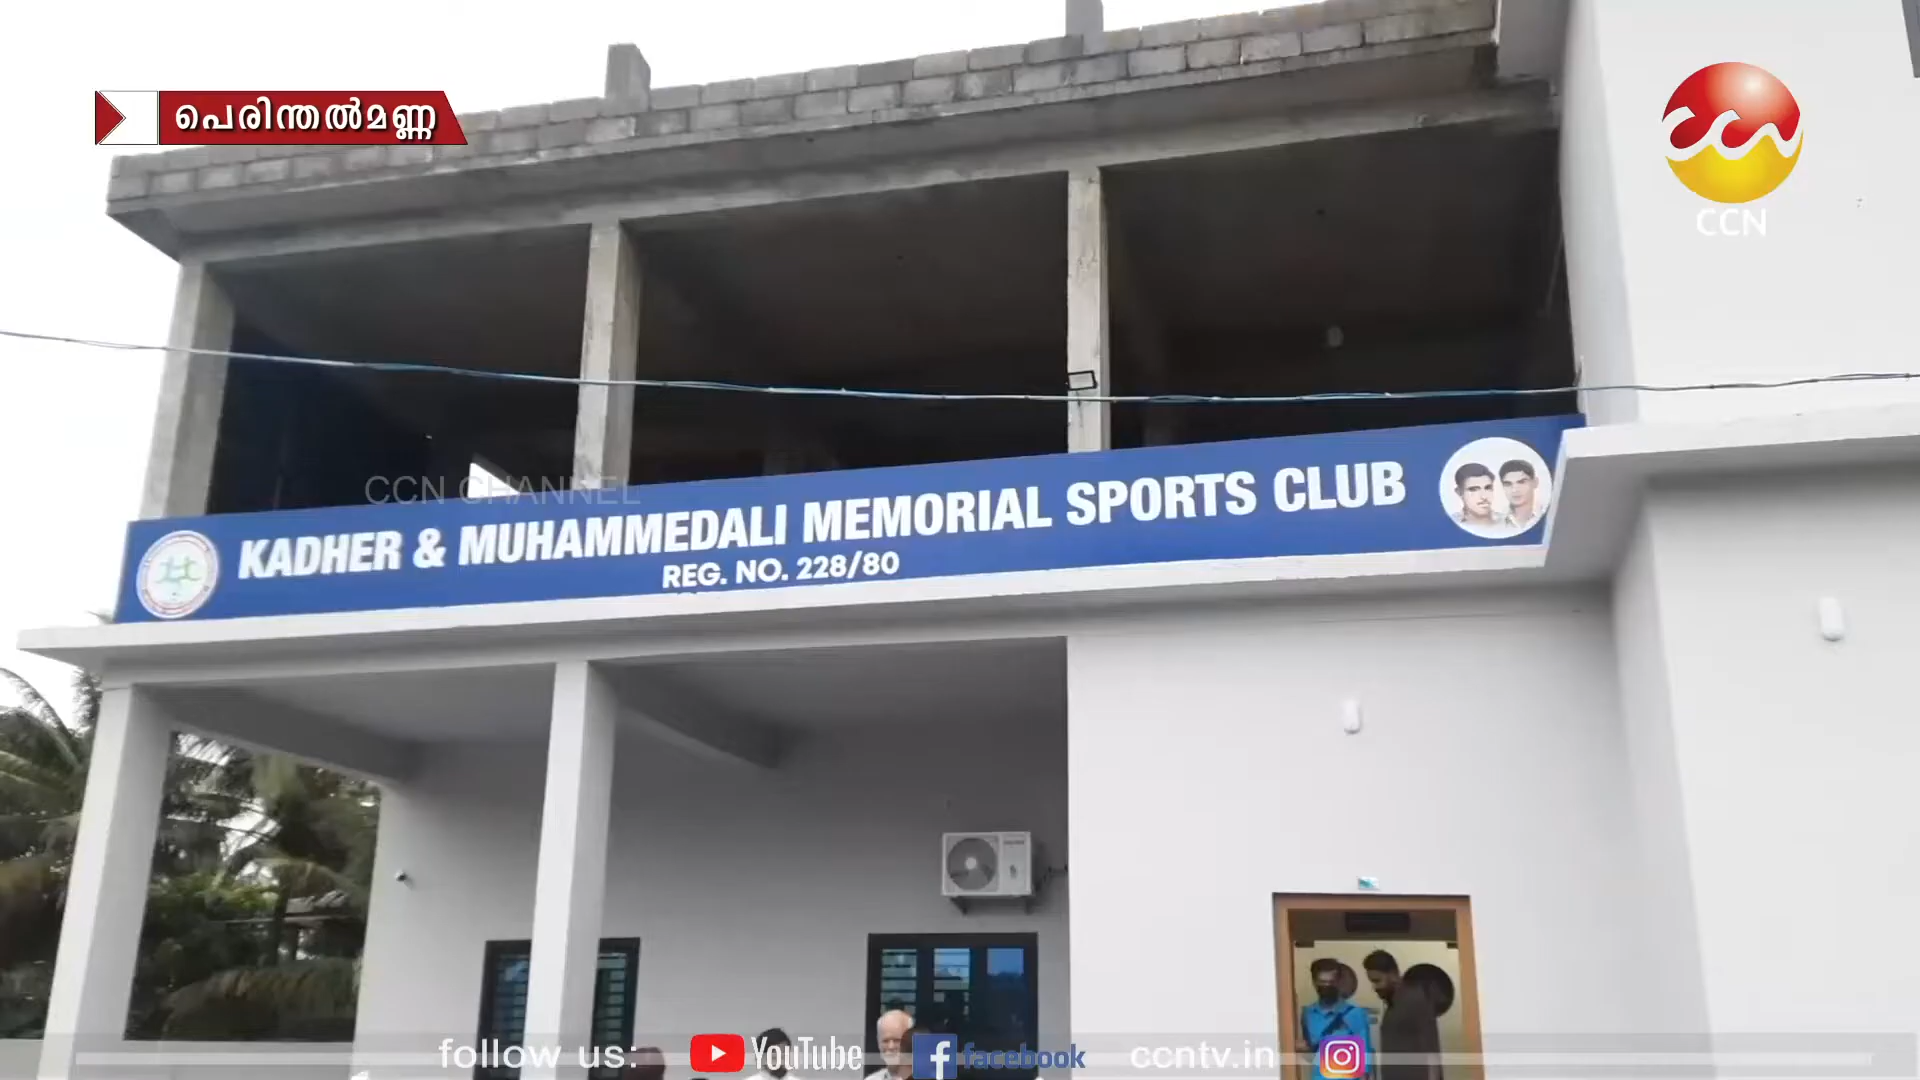 പെരിന്തൽമണ്ണ
ccn
CCN
CCN CHANNEL
KADHER & MUHAMMEDALI MEMORIAL SPORTS CLUB
REG. NO. 228/80
follow us: YouTube facebook ccntv.in